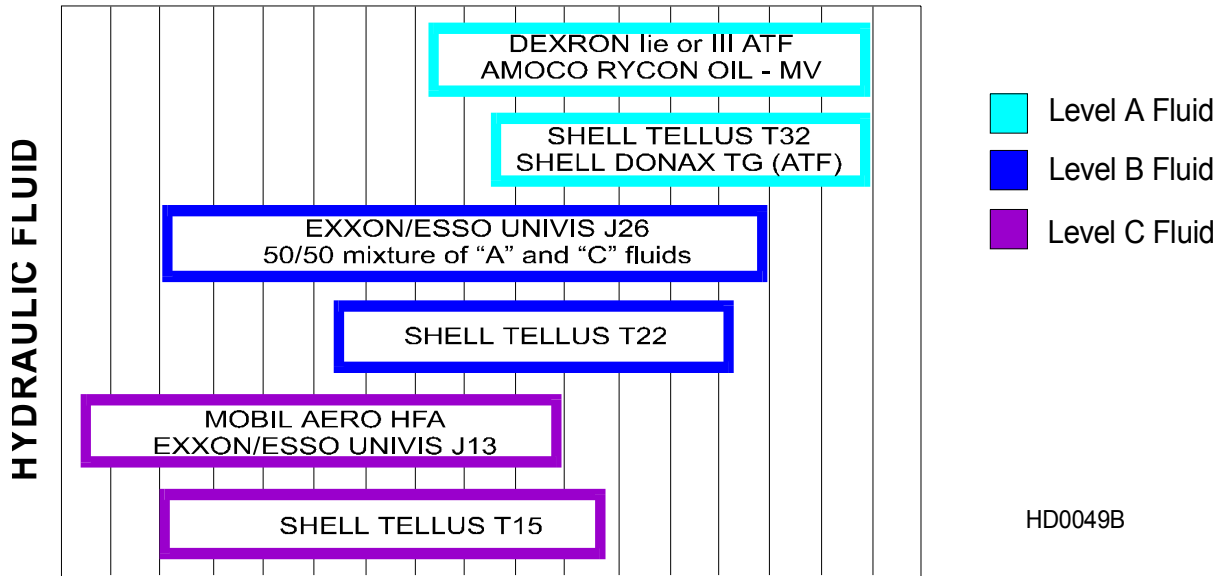 HYDRAULIC FLUID
DEXRON Iie or III ATF
AMOCO RYCON OIL - MV
SHELL TELLUS T32
SHELL DONAX TG (ATF)
EXXON/ESSO UNIVIS J26
50/50 mixture of “A” and “C” fluids
SHELL TELLUS T22
MOBIL AERO HFA
EXXON/ESSO UNIVIS J13
SHELL TELLUS T15
Level A Fluid
Level B Fluid
Level C Fluid
HD0049B